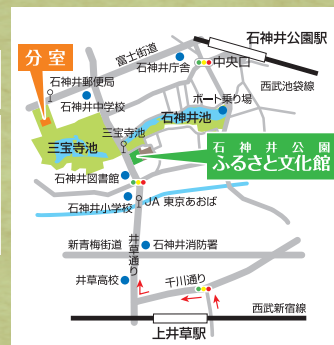 石神井公園駅
分室
富士街道
石神井庁舎
中央口
西武池袋線
石神井郵便局
石神井中学校
ボート乗り場
石神井池
三宝寺池
三宝寺池
石神井公園
ふるさと文化館
石神井図書館
石神井小学校
JA 東京あおば
井草通り
新青梅街道
石神井消防署
井草高校
千川通り
西武新宿線
上井草駅